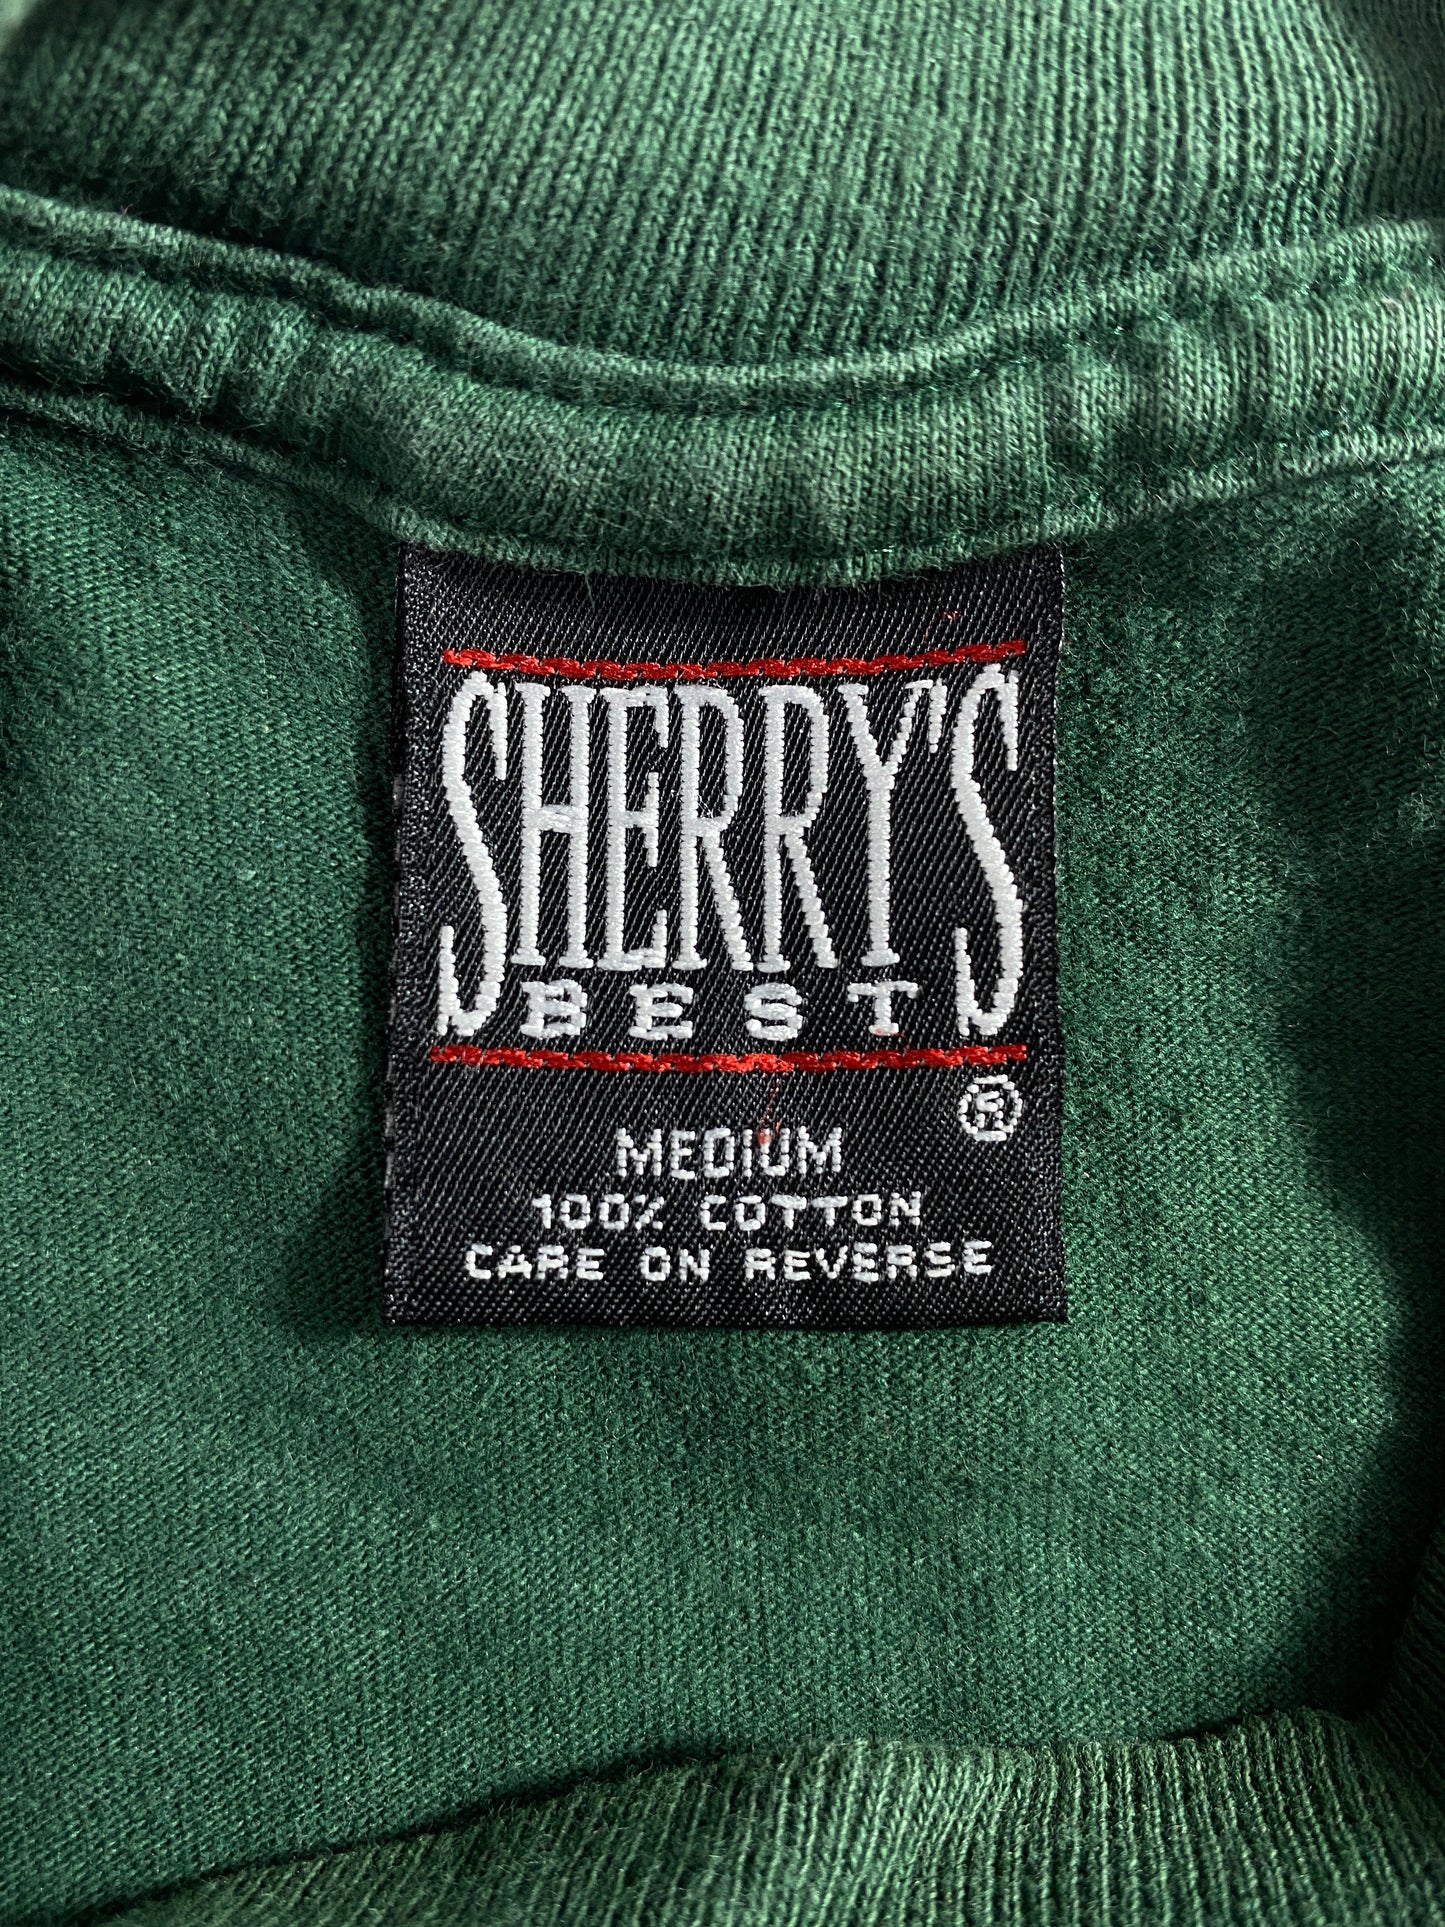 SHERRY'S
BEST
®
MEDIUM
100% COTTON
CARE ON REVERSE